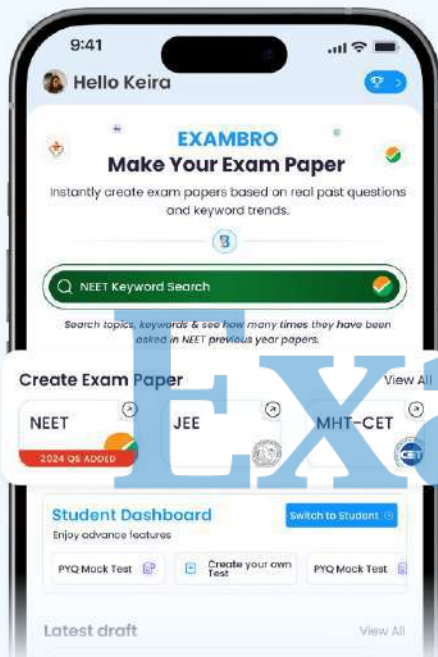 9:41
Hello Keira
EXAMBRO
Make Your Exam Paper
Instantly create exam papers based on real past questions
and keyword trends.
NEET Keyword Search
Search topics, keywords & see how many times they have been
asked in NEET previous year papers.
Create Exam Paper View All
NEET JEE MHT-CET
2024 QS ADDED CET
Exa
Student Dashboard Switch to Student
Enjoy advance features
PYQ Mock Test Create your own Test PYQ Mock Test
Latest draft View All